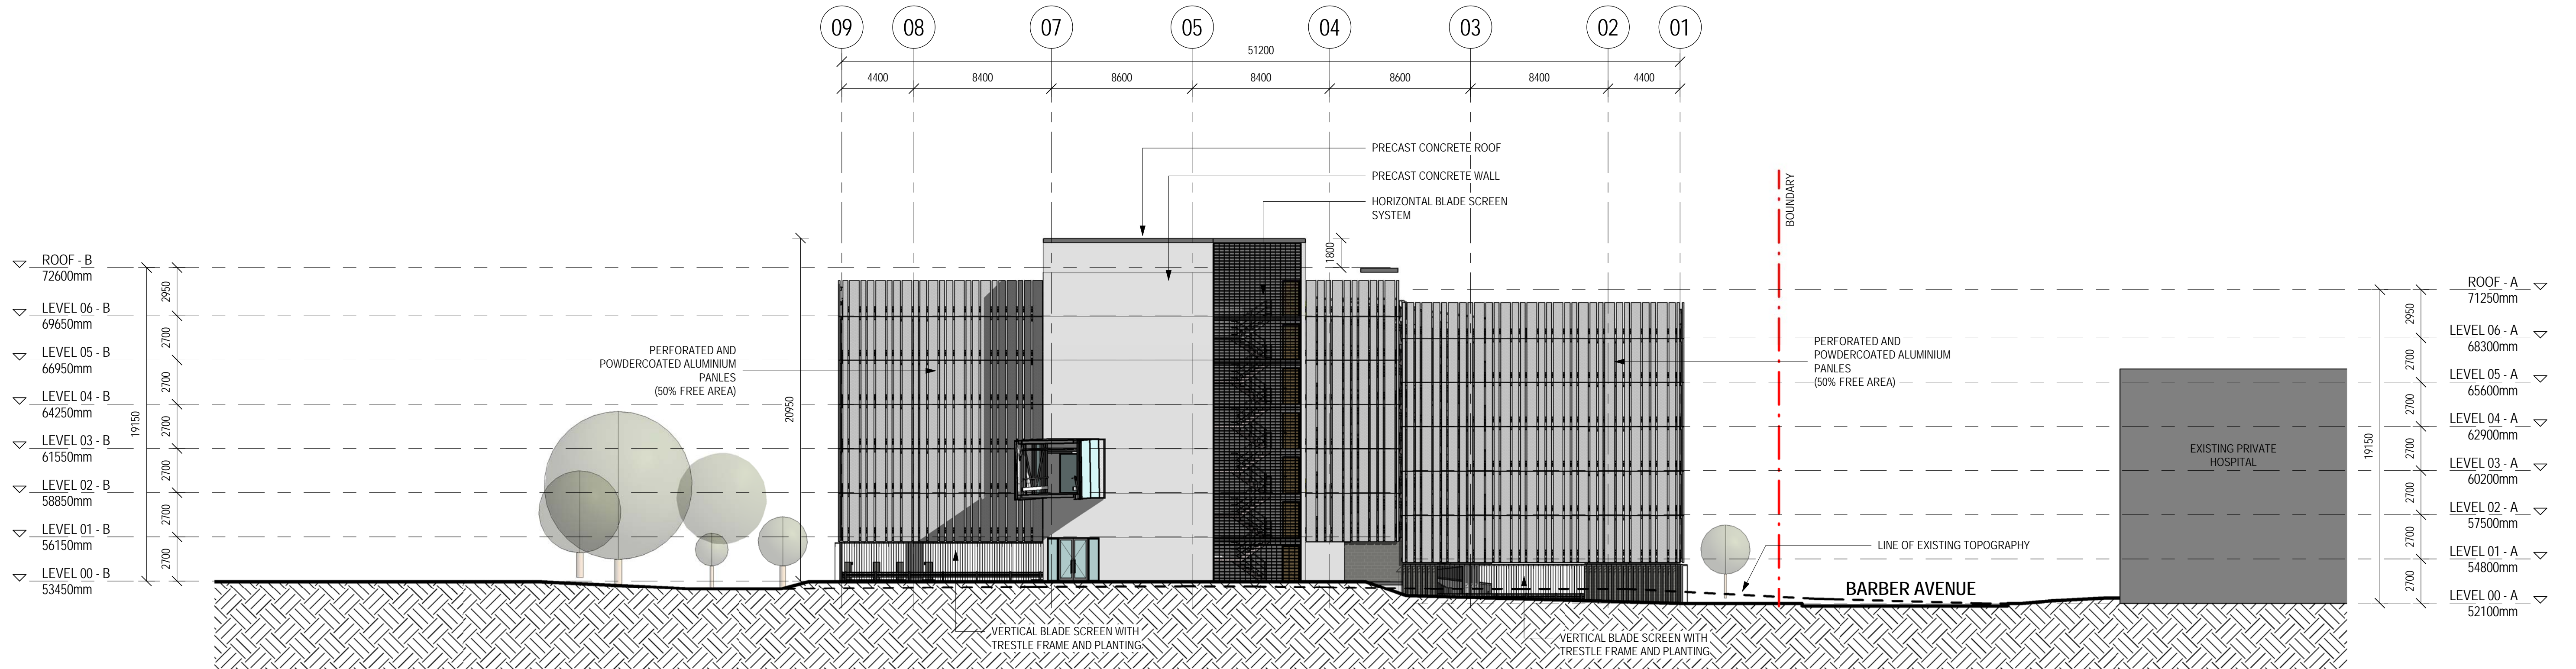 09
08
07
05
04
03
02
01
51200
4400
8400
8600
8400
8600
8400
4400
PRECAST CONCRETE ROOF
PRECAST CONCRETE WALL
HORIZONTAL BLADE SCREEN
SYSTEM
BOUNDARY
1800
20950
ROOF - B
72600mm
LEVEL 06 - B
69650mm
LEVEL 05 - B
66950mm
LEVEL 04 - B
64250mm
LEVEL 03 - B
61550mm
LEVEL 02 - B
58850mm
LEVEL 01 - B
56150mm
LEVEL 00 - B
53450mm
19150
2950
2700
2700
2700
2700
2700
2700
PERFORATED AND
POWDERCOATED ALUMINIUM
PANLES
(50% FREE AREA)
PERFORATED AND
POWDERCOATED ALUMINIUM
PANLES
(50% FREE AREA)
EXISTING PRIVATE
HOSPITAL
LINE OF EXISTING TOPOGRAPHY
BARBER AVENUE
VERTICAL BLADE SCREEN WITH
TRESTLE FRAME AND PLANTING
VERTICAL BLADE SCREEN WITH
TRESTLE FRAME AND PLANTING
19150
2950
2700
2700
2700
2700
2700
2700
ROOF - A
71250mm
LEVEL 06 - A
68300mm
LEVEL 05 - A
65600mm
LEVEL 04 - A
62900mm
LEVEL 03 - A
60200mm
LEVEL 02 - A
57500mm
LEVEL 01 - A
54800mm
LEVEL 00 - A
52100mm